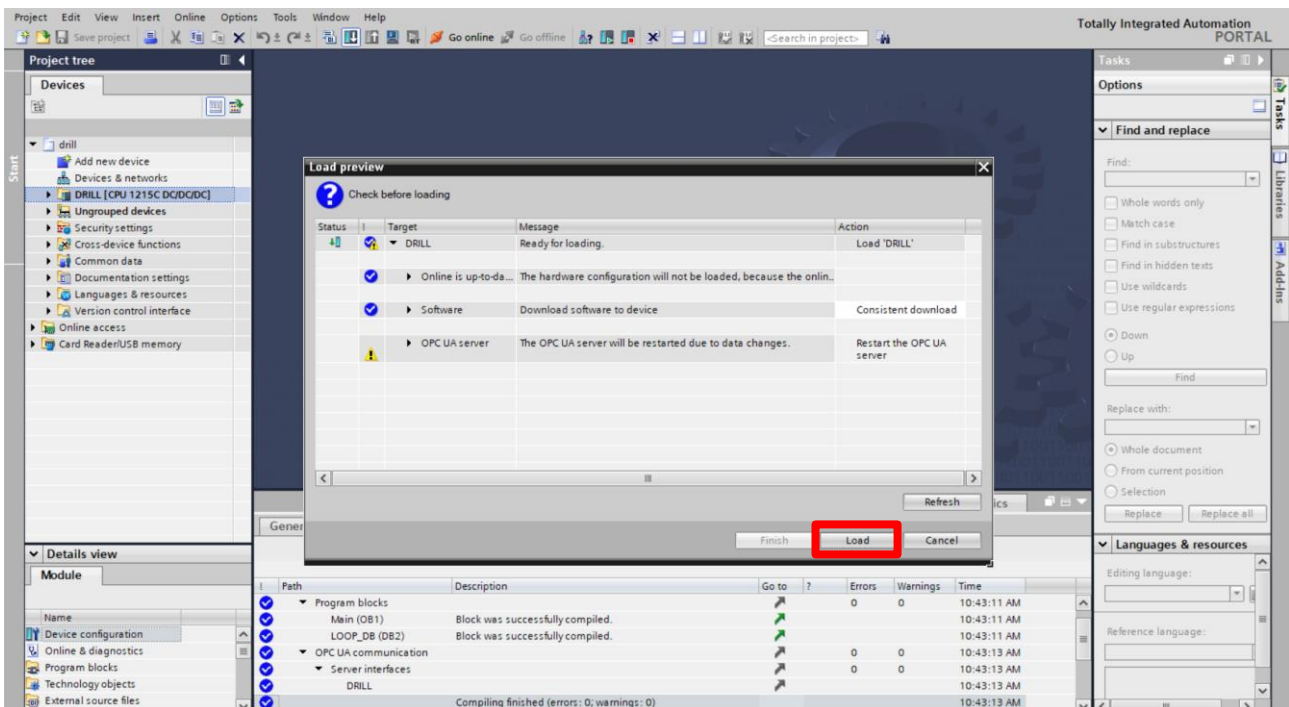 Project Edit View Insert Online Options Tools Window Help
Totally Integrated Automation
PORTAL
Save project Go online Go offline <Search in project>
Project tree
Devices
Start
drill
Add new device
Devices & networks
DRILL [CPU 1215C DC/DC/DC]
Ungrouped devices
Security settings
Cross-device functions
Common data
Documentation settings
Languages & resources
Version control interface
Online access
Card Reader/USB memory
Details view
Module
Name
Device configuration
Online & diagnostics
Program blocks
Technology objects
External source files
Load preview
Check before loading
Status ! Target Message Action
DRILL Ready for loading. Load 'DRILL'
Online is up-to-da... The hardware configuration will not be loaded, because the onlin..
Software Download software to device Consistent download
OPC UA server The OPC UA server will be restarted due to data changes. Restart the OPC UA
server
Refresh
Finish Load Cancel
Gener
ics
! Path Description Go to ? Errors Warnings Time
Program blocks 0 0 10:43:11 AM
Main (OB1) Block was successfully compiled. 10:43:11 AM
LOOP_DB (DB2) Block was successfully compiled. 10:43:11 AM
OPC UA communication 0 0 10:43:13 AM
Server interfaces 0 0 10:43:13 AM
DRILL 10:43:13 AM
Compiling finished (errors: 0; warnings: 0) 10:43:13 AM
Tasks
Options
Find and replace
Find:
Whole words only
Match case
Find in substructures
Find in hidden texts
Use wildcards
Use regular expressions
Down
Up
Find
Replace with:
Whole document
From current position
Selection
Replace Replace all
Languages & resources
Editing language:
Reference language:
Tasks
Libraries
Add-Ins